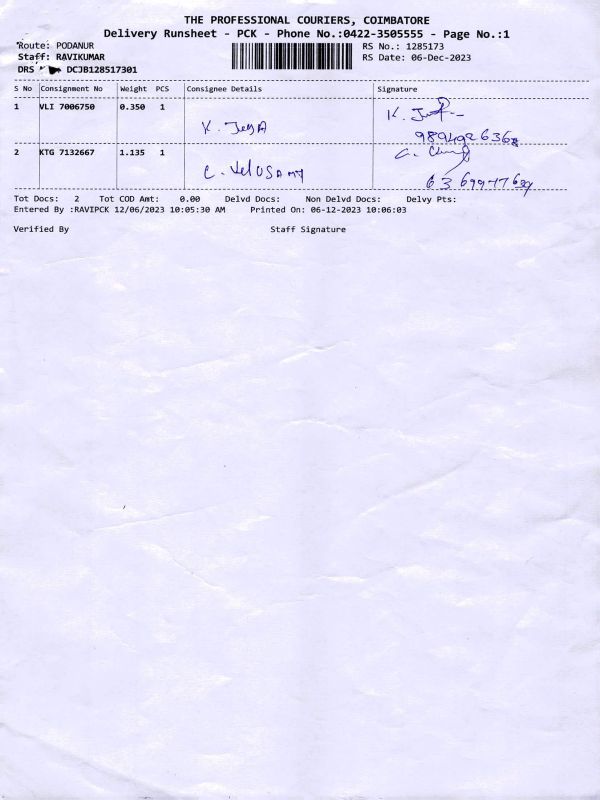 THE PROFESSIONAL COURIERS, COIMBATORE
Delivery Runsheet - PCK - Phone No.:0422-3505555 - Page No.:1
Route: PODANUR
RS No.: 1285173
Staff: RAVIKUMAR
RS Date: 06-Dec-2023
DRS DCJB128517301
S No Consignment No Weight PCS Consignee Details Signature
1 VLI 7006750 0.350 1
K. JEYA
K.
9894926368
2 KTG 7132667 1.135 1
C. VelUSAMY
Tot Docs: 2 Tot COD Amt: 0.00 Delvd Docs: Non Delvd Docs: Delvy Pts:
Entered By :RAVIPCK 12/06/2023 10:05:30 AM Printed On: 06-12-2023 10:06:03
Verified By Staff Signature